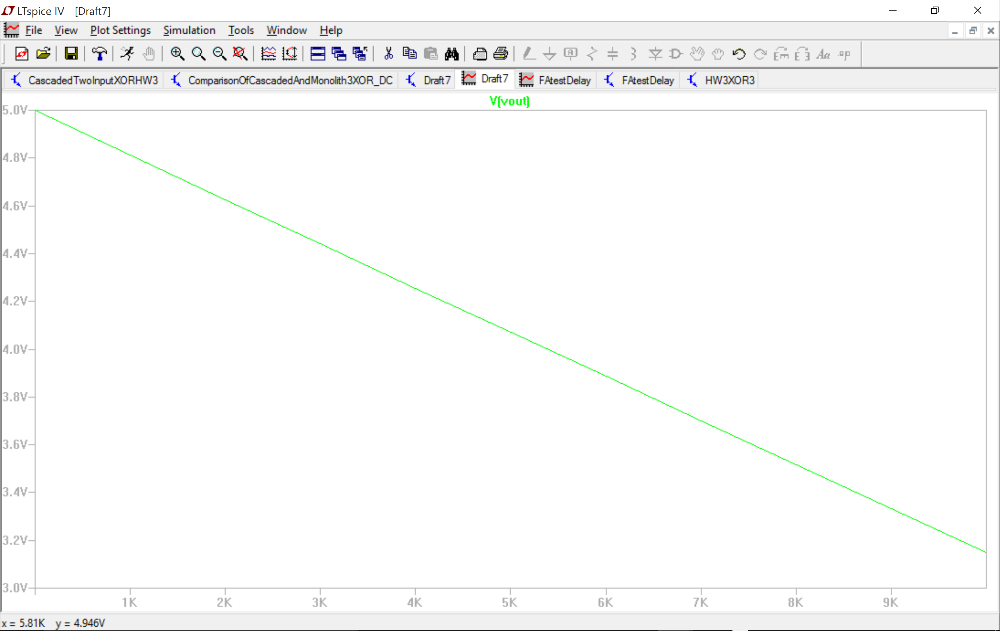 LTspice IV - [Draft7]
File View Plot Settings Simulation Tools Window Help
CascadedTwoInputXORHW3 ComparisonOfCascadedAndMonolith3XOR_DC Draft7 Draft7 FAtestDelay FAtestDelay HW3XOR3
V(vout)
5.0V
4.8V
4.6V
4.4V
4.2V
4.0V
3.8V
3.6V
3.4V
3.2V
3.0V
1K 2K 3K 4K 5K 6K 7K 8K 9K
x = 5.81K y = 4.946V